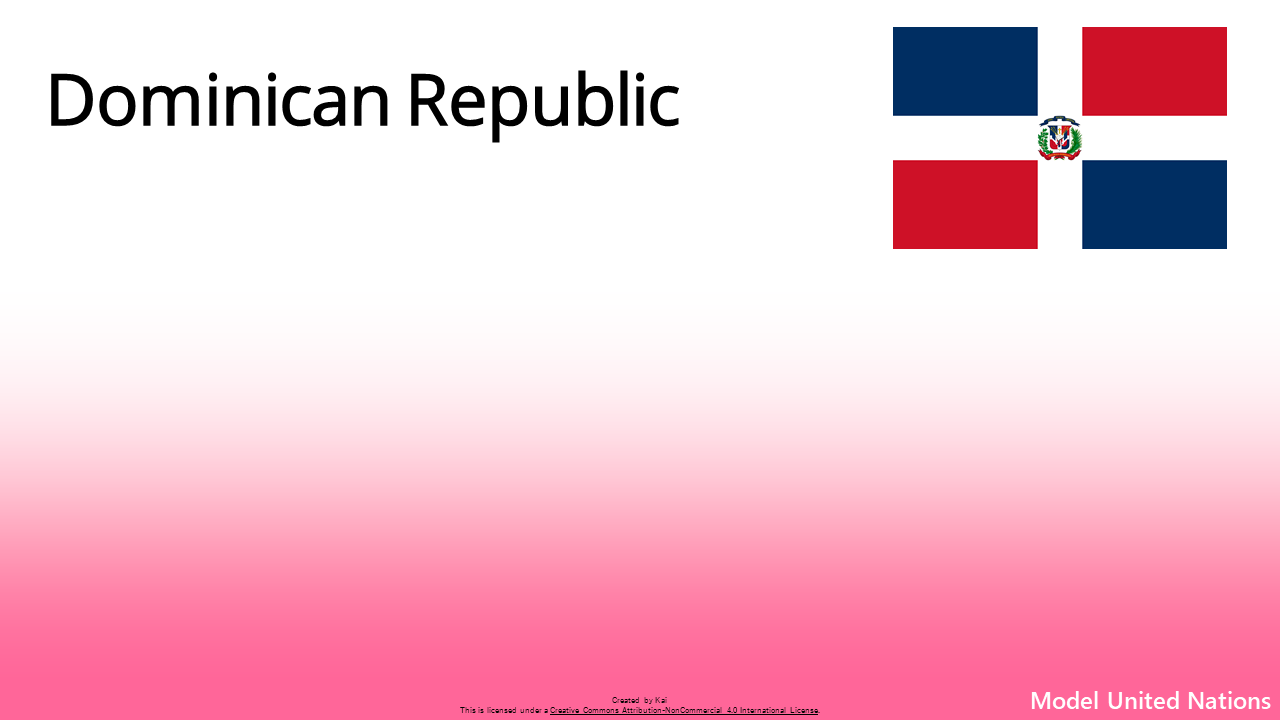 Dominican Republic
Created by Kai
This is licensed under a Creative Commons Attribution-NonCommercial 4.0 International License.
Model United Nations